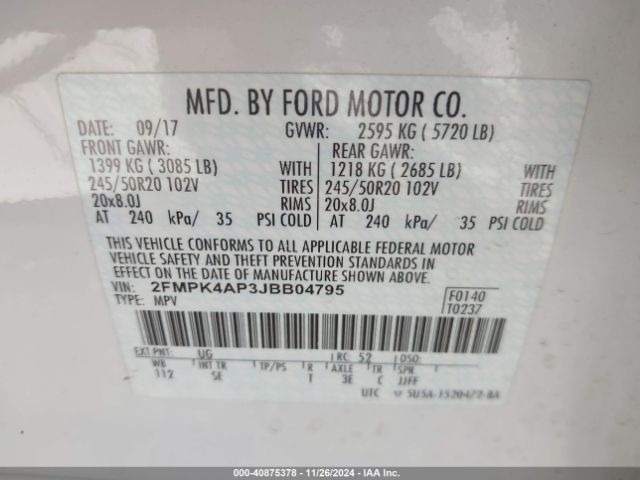 MFD. BY FORD MOTOR CO.
DATE: 09/17 GVWR: 2595 KG ( 5720 LB)
FRONT GAWR: REAR GAWR:
1399 KG ( 3085 LB) WITH 1218 KG ( 2685 LB) WITH
245/50R20 102V TIRES 245/50R20 102V TIRES
20x8.0J RIMS 20x8.0J RIMS
AT 240 kPa/ 35 PSI COLD AT 240 kPa/ 35 PSI COLD
THIS VEHICLE CONFORMS TO ALL APPLICABLE FEDERAL MOTOR
VEHICLE SAFETY AND THEFT PREVENTION STANDARDS IN
EFFECT ON THE DATE OF MANUFACTURE SHOWN ABOVE.
VIN: 2FMPK4AP3JBB04795 F0140
TYPE: MPV T0237
EXT PNT: UG RC: 52 DSO:
WB INT TR TP/PS R AXLE TR SPR
112 SE T 3E C JJFF
UTC 5U5A-1520472-BA
000-40875378 - 11/26/2024 - IAA Inc.